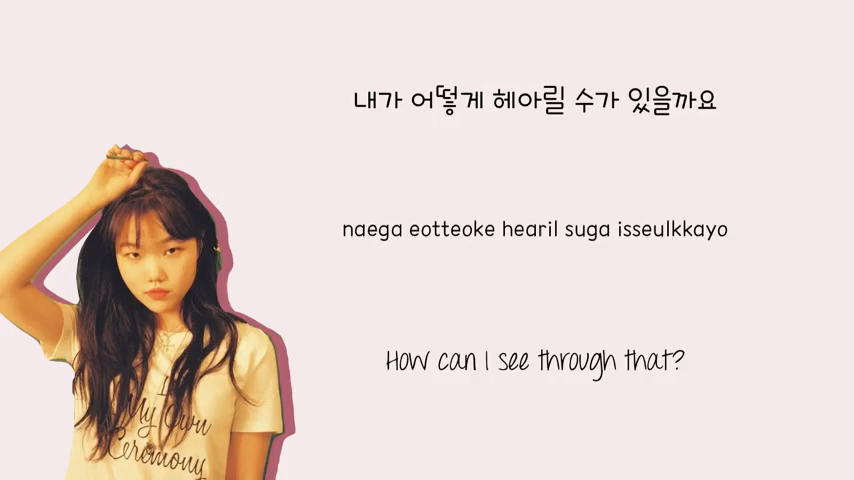 내가 어떻게 헤아릴 수가 있을까요
naega eotteoke hearil suga isseulkkayo
How can I see through that?
My Own
Ceremony